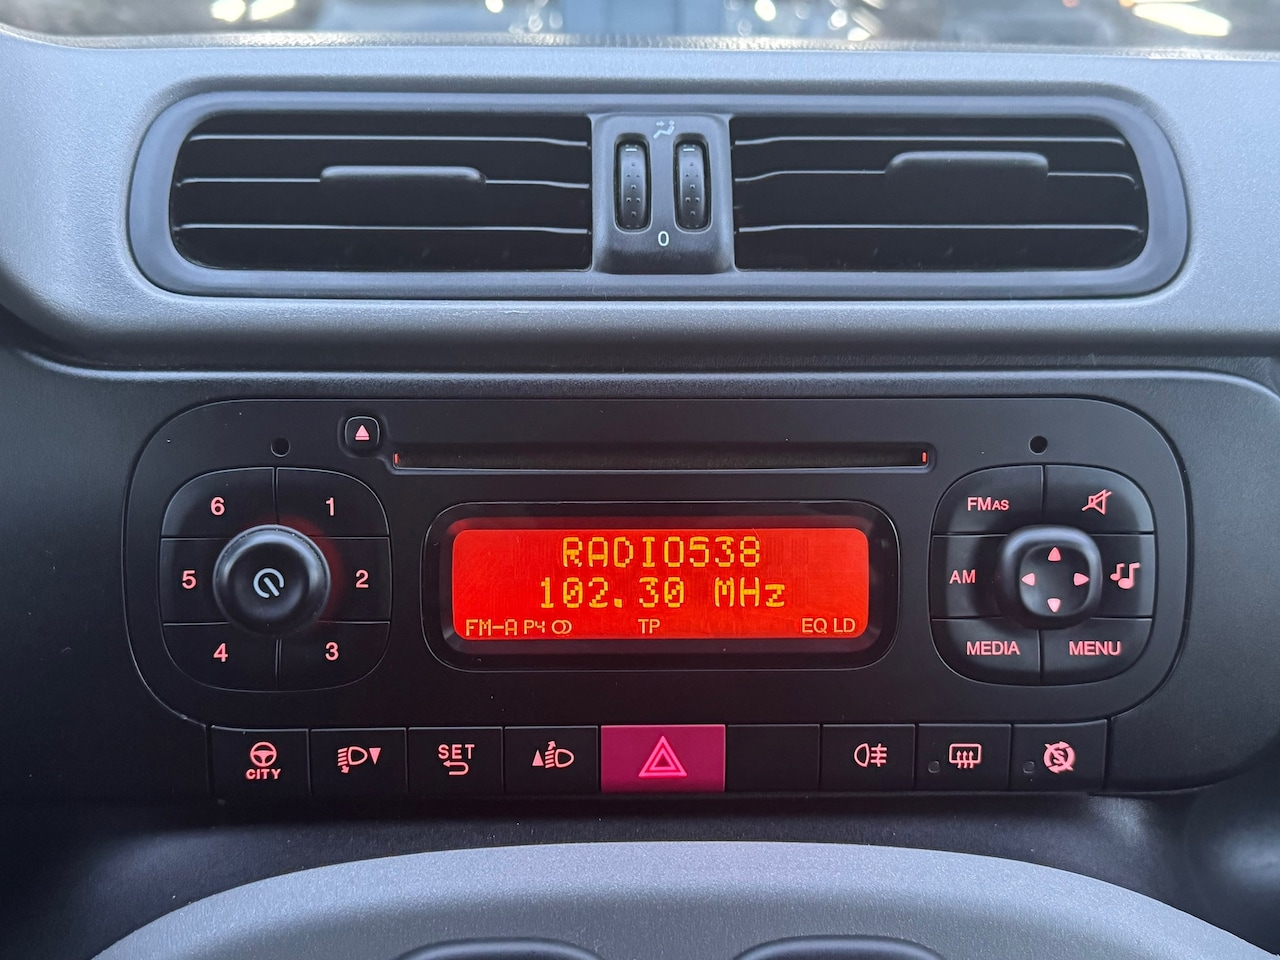 0
6 1
5 2
4 3
RADIO538
102.30 MHz
FM-A P4 TP EQ LD
FMAS
AM
MEDIA MENU
CITY
SET
S